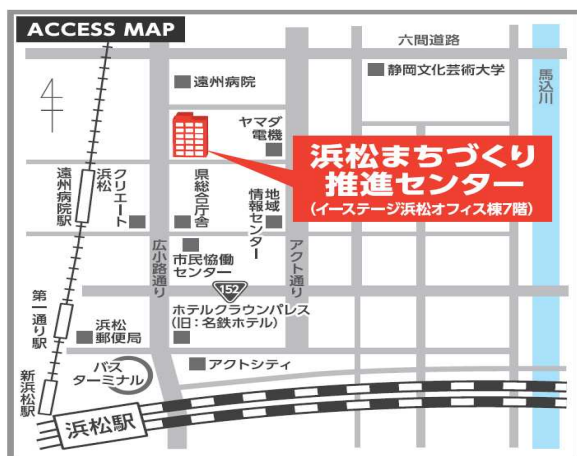 ACCESS MAP
六間道路
遠州病院
静岡文化芸術大学
馬込川
ヤマダ
電機
浜松まちづくり
推進センター
(イーステージ浜松オフィス棟7階)
遠州病院駅
クリエート
浜松
県総合庁舎
地域
情報センター
広小路通り
市民協働
センター
アクト通り
152
第一通り駅
浜松
郵便局
ホテルクラウンパレス
(旧:名鉄ホテル)
新浜松駅
バス
ターミナル
アクトシティ
浜松駅